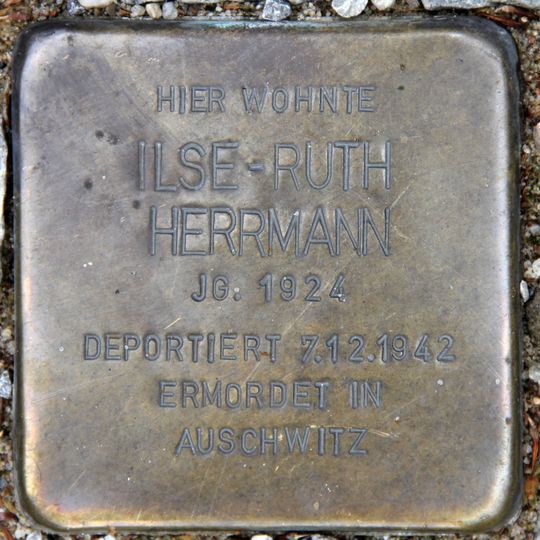 HIER WOHNTE
ILSE-RUTH
HERRMANN
JG. 1924
DEPORTIERT 7.12.1942
ERMORDET IN
AUSCHWITZ